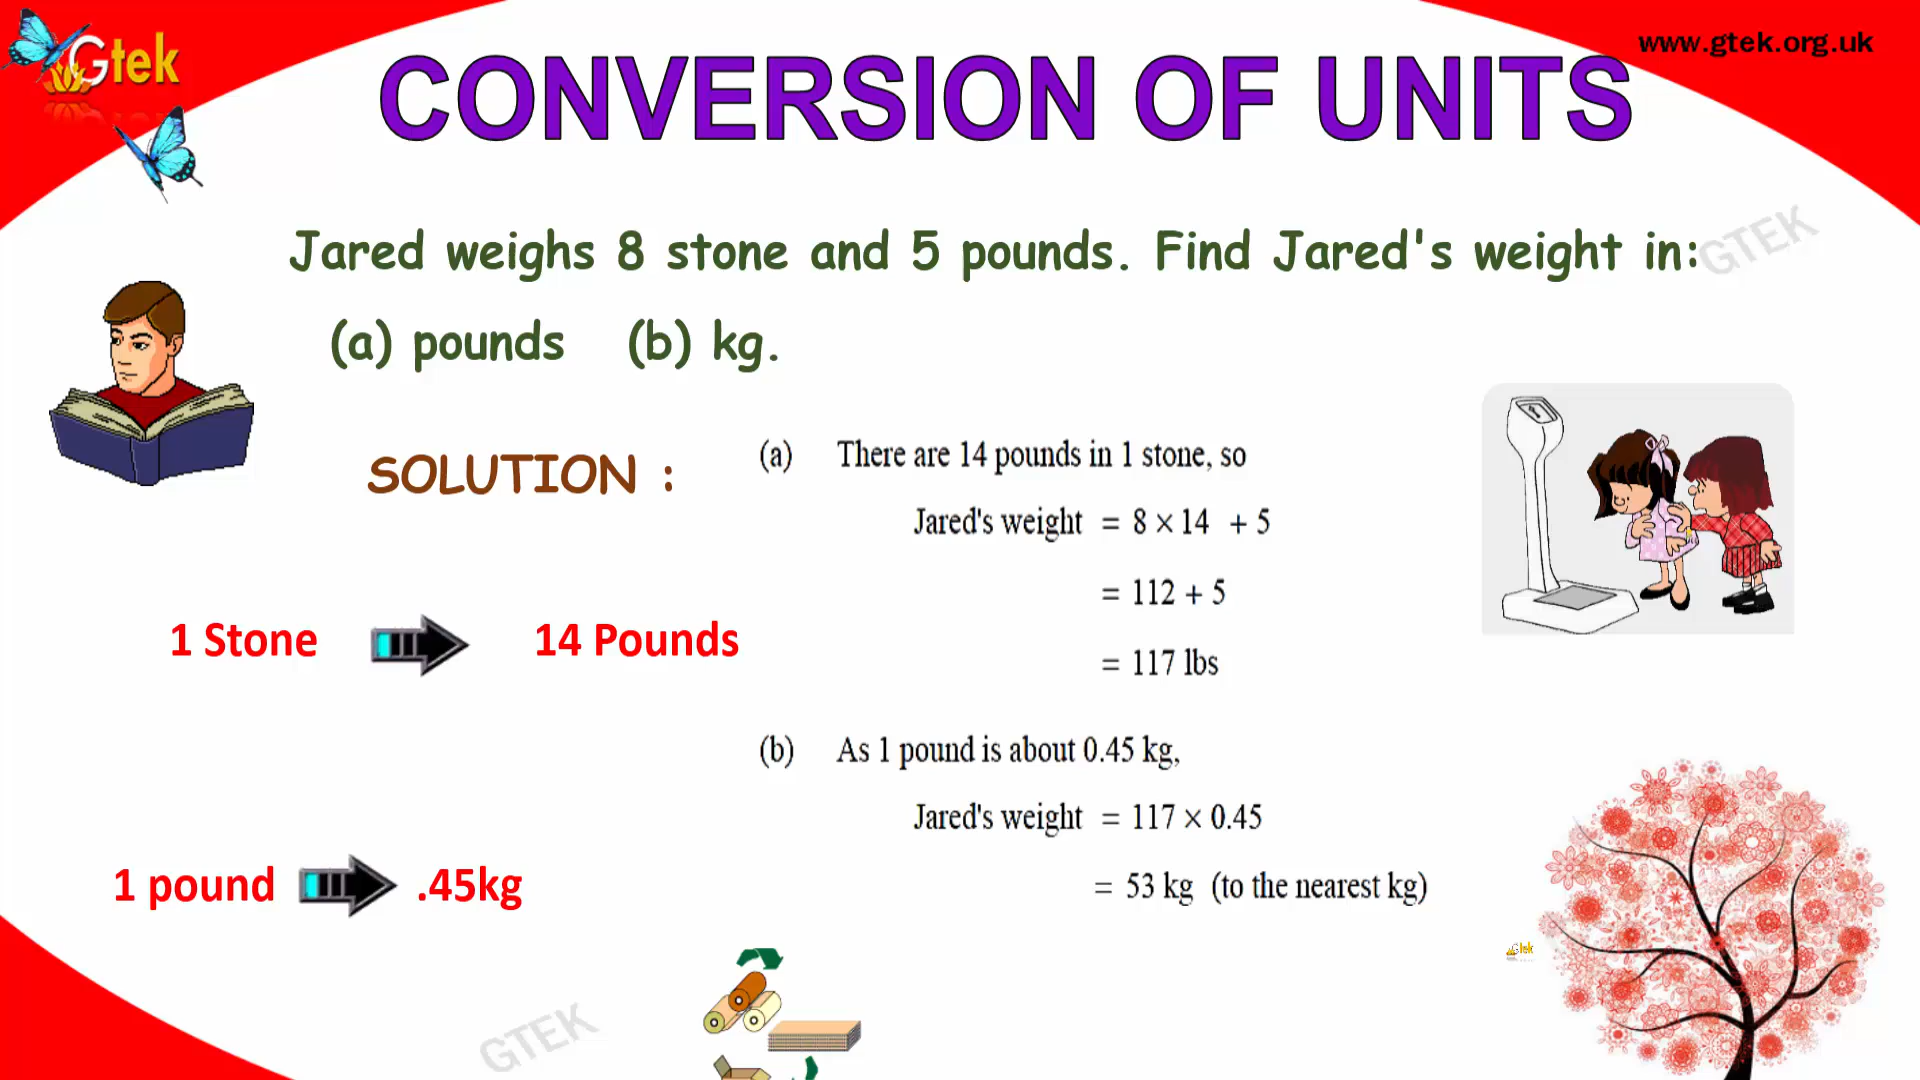 Gtek
www.gtek.org.uk
CONVERSION OF UNITS
Jared weighs 8 stone and 5 pounds. Find Jared's weight in:
GTEK
(a) pounds (b) kg.
SOLUTION :
(a) There are 14 pounds in 1 stone, so
Jared's weight = 8 × 14 + 5
= 112 + 5
= 117 lbs
1 Stone 14 Pounds
(b) As 1 pound is about 0.45 kg,
Jared's weight = 117 × 0.45
= 53 kg (to the nearest kg)
1 pound .45kg
Gtek
GTEK